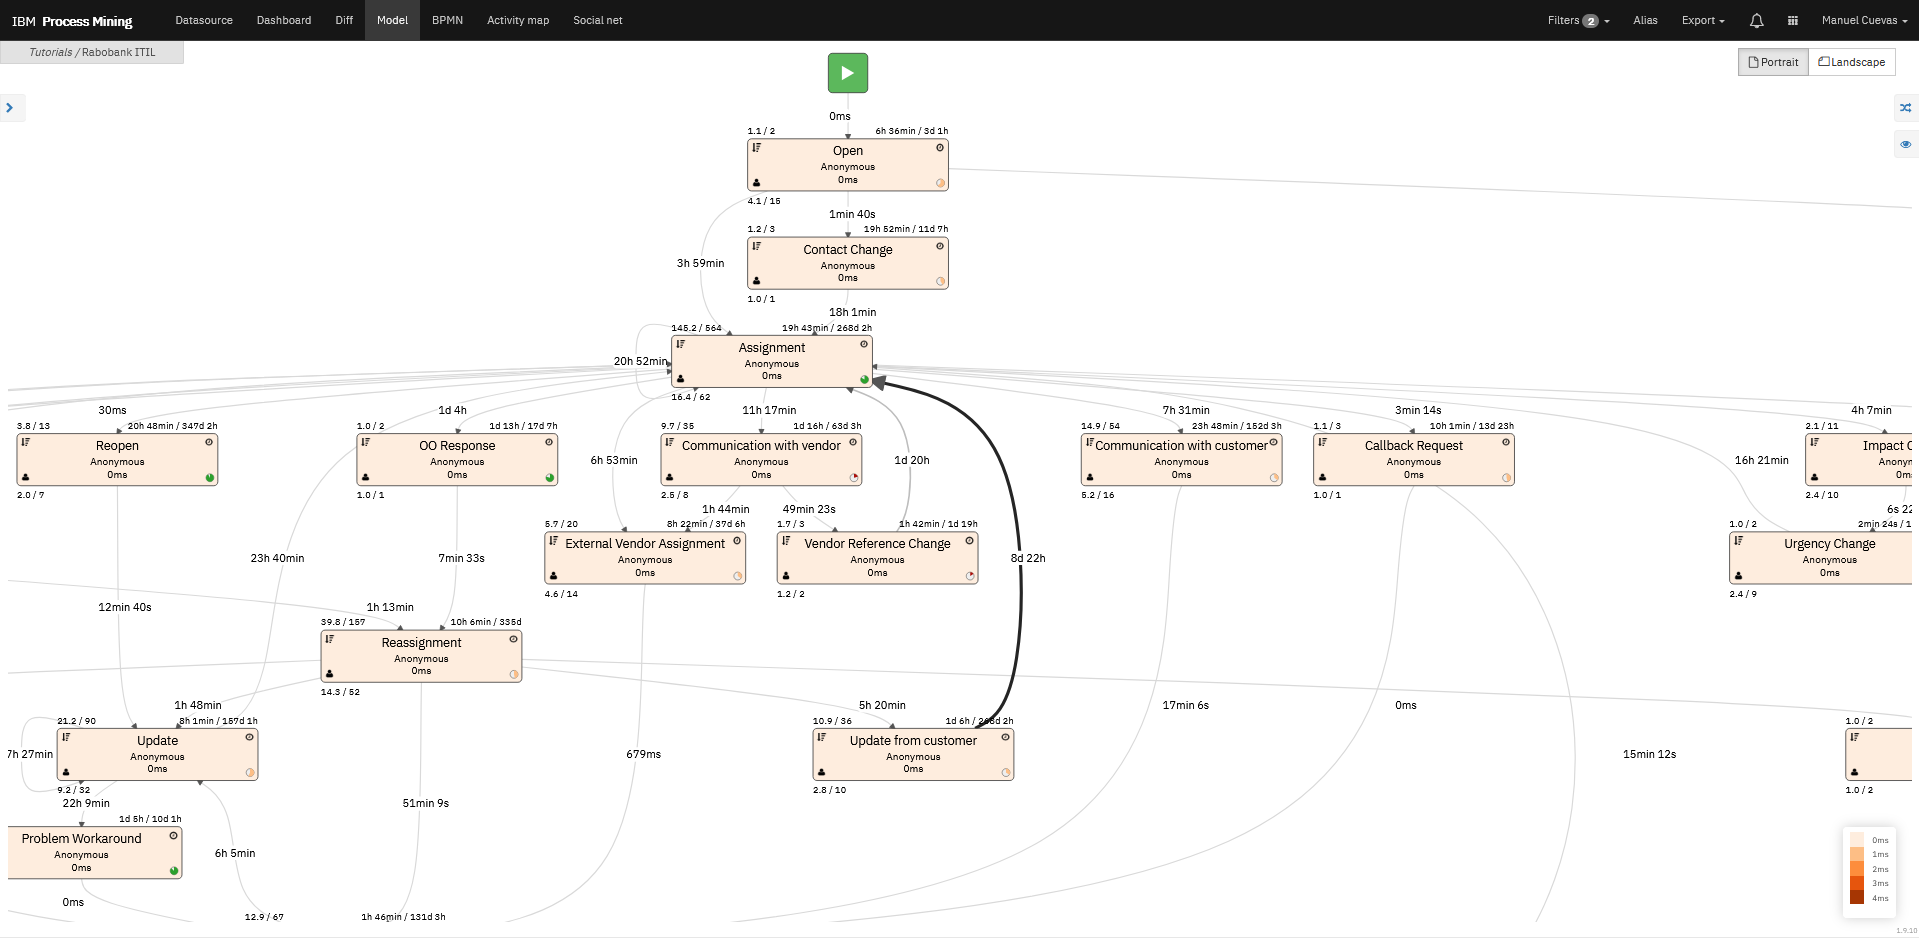 IBM Process Mining Datasource Dashboard Diff Model BPMN Activity map Social net Filters 2 Alias Export Manuel Cuevas
Tutorials / Rabobank ITIL
Portrait Landscape
0ms
1.1 / 2 6h 36min / 3d 1h
Open
Anonymous
0ms
4.1 / 15
1min 40s
1.2 / 3 19h 52min / 11d 7h
Contact Change
Anonymous
0ms
1.0 / 1
3h 59min
18h 1min
145.2 / 564 19h 43min / 268d 2h
Assignment
Anonymous
0ms
16.4 / 62
20h 52min
30ms
1d 4h
11h 17min
7h 31min
3min 14s
4h 7min
3.8 / 13 20h 48min / 347d 2h
Reopen
Anonymous
0ms
2.0 / 7
1.0 / 2 1d 13h / 17d 7h
OO Response
Anonymous
0ms
1.0 / 1
9.7 / 35 1d 16h / 63d 3h
Communication with vendor
Anonymous
0ms
2.5 / 8
14.9 / 54 23h 48min / 152d 3h
Communication with customer
Anonymous
0ms
5.2 / 16
1.1 / 3 10h 1min / 13d 23h
Callback Request
Anonymous
0ms
1.0 / 1
2.1 / 11
Impact C
Anonym
0ms
2.4 / 10
6h 53min
1d 20h
16h 21min
1h 44min
49min 23s
6s 22
5.7 / 20 8h 22min / 37d 6h
External Vendor Assignment
Anonymous
0ms
4.6 / 14
1.7 / 3 1h 42min / 1d 19h
Vendor Reference Change
Anonymous
0ms
1.2 / 2
1.0 / 2 2min 24s / 1
Urgency Change
Anonymous
0ms
2.4 / 9
23h 40min
7min 33s
8d 22h
12min 40s
1h 13min
39.8 / 157 10h 6min / 335d
Reassignment
Anonymous
0ms
14.3 / 52
1h 48min
5h 20min
17min 6s
0ms
21.2 / 90 8h 1min / 157d 1h
Update
Anonymous
0ms
9.2 / 32
10.9 / 36 1d 6h / 268d 2h
Update from customer
Anonymous
0ms
2.8 / 10
1.0 / 2
1.0 / 2
7h 27min
679ms
15min 12s
22h 9min
51min 9s
1d 5h / 10d 1h
Problem Workaround
Anonymous
0ms
6h 5min
0ms
12.9 / 67 1h 46min / 131d 3h
0ms
1ms
2ms
3ms
4ms
1.9.10